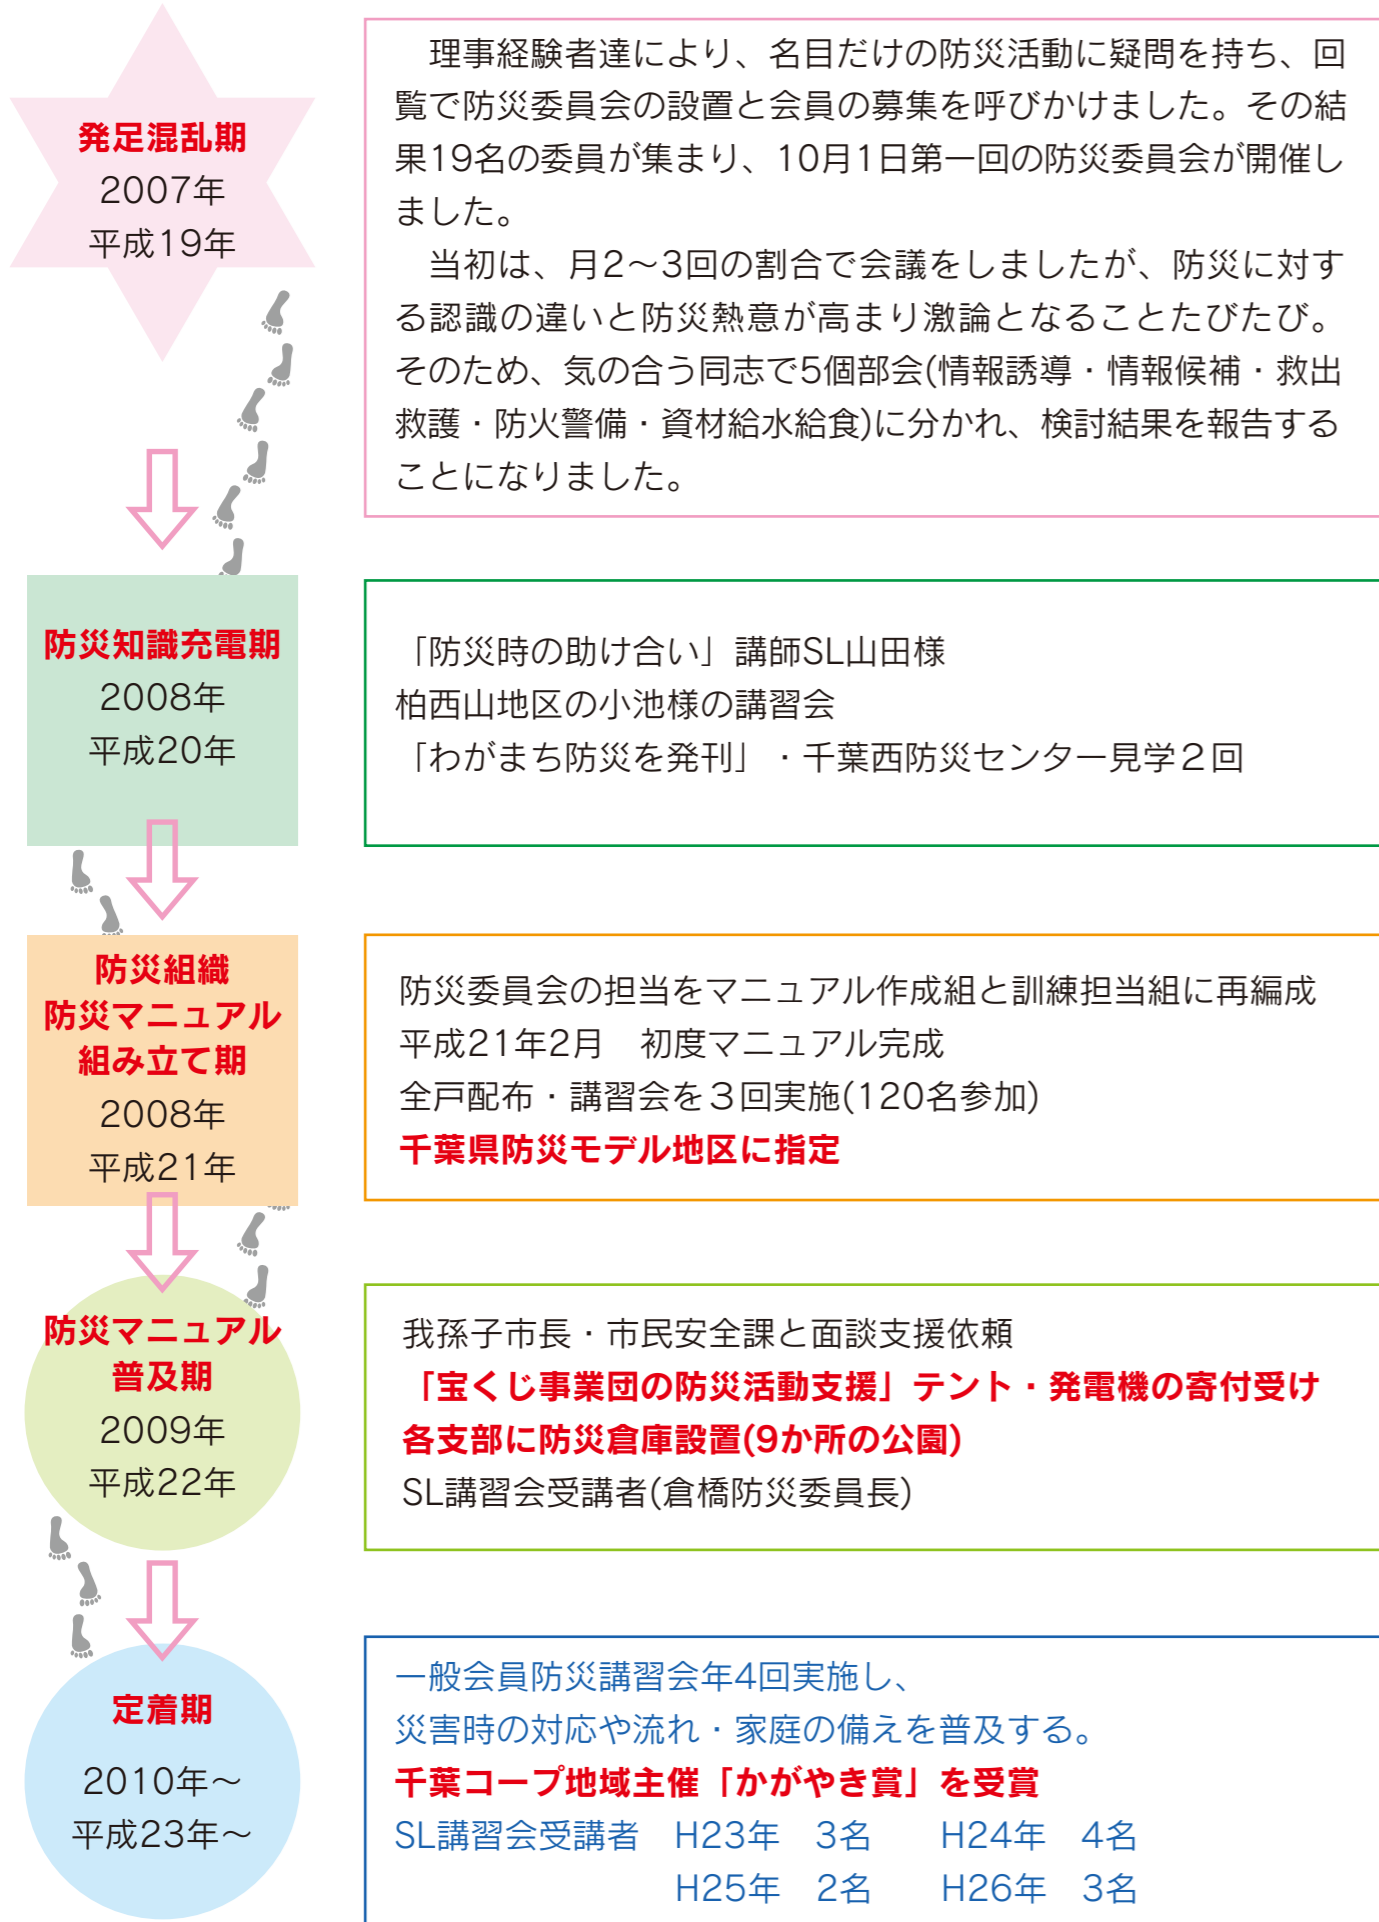 発足混乱期
2007年
平成19年
理事経験者達により、名目だけの防災活動に疑問を持ち、回
覧で防災委員会の設置と会員の募集を呼びかけました。その結
果19名の委員が集まり、10月1日第一回の防災委員会が開催し
ました。
当初は、月2〜3回の割合で会議をしましたが、防災に対す
る認識の違いと防災熱意が高まり激論となることたびたび。
そのため、気の合う同志で5個部会(情報誘導・情報候補・救出
救護・防火警備・資材給水給食)に分かれ、検討結果を報告する
ことになりました。
防災知識充電期
2008年
平成20年
「防災時の助け合い」講師SL山田様
柏西山地区の小池様の講習会
「わがまち防災を発刊」・千葉西防災センター見学２回
防災組織
防災マニュアル
組み立て期
2008年
平成21年
防災委員会の担当をマニュアル作成組と訓練担当組に再編成
平成21年2月　初度マニュアル完成
全戸配布・講習会を３回実施(120名参加)
千葉県防災モデル地区に指定
防災マニュアル
普及期
2009年
平成22年
我孫子市長・市民安全課と面談支援依頼
「宝くじ事業団の防災活動支援」テント・発電機の寄付受け
各支部に防災倉庫設置(9か所の公園)
SL講習会受講者(倉橋防災委員長)
定着期
2010年〜
平成23年〜
一般会員防災講習会年4回実施し、
災害時の対応や流れ・家庭の備えを普及する。
千葉コープ地域主催「かがやき賞」を受賞
SL講習会受講者　H23年　3名　　H24年　4名
H25年　2名　　H26年　3名